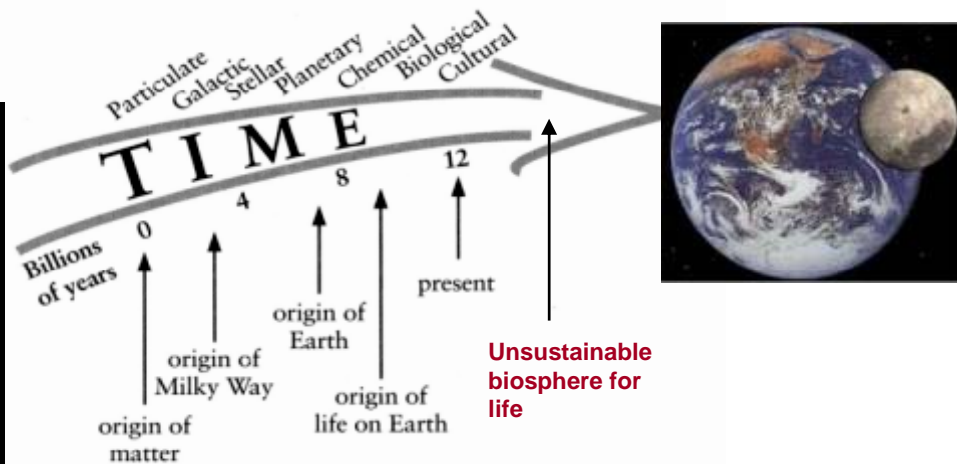 Particulate
Galactic
Stellar
Planetary
Chemical
Biological
Cultural
TIME
0
4
8
12
Billions
of years
origin of
matter
origin of
Milky Way
origin of
Earth
origin of
life on Earth
present
Unsustainable
biosphere for
life